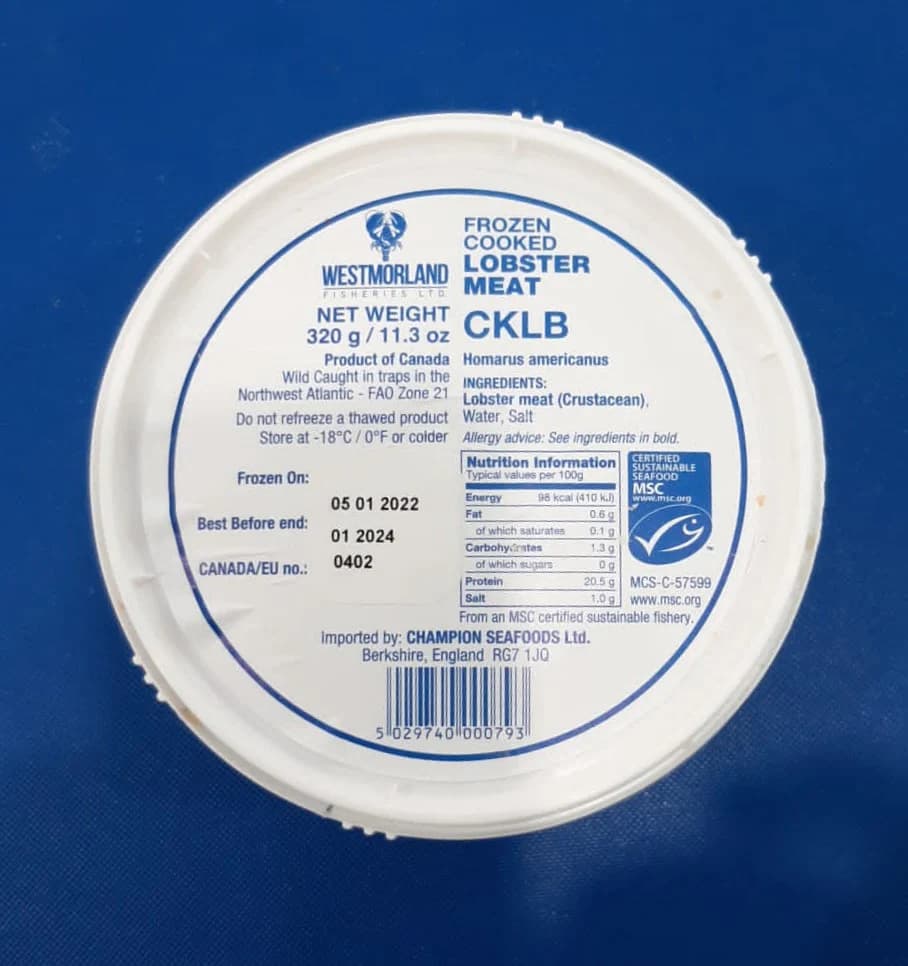 WESTMORLAND
FISHERIES LTD
NET WEIGHT
320 g / 11.3 oz
Product of Canada
Wild Caught in traps in the
Northwest Atlantic - FAO Zone 21
Do not refreeze a thawed product
Store at -18°C / 0°F or colder
FROZEN
COOKED
LOBSTER
MEAT
CKLB
Homarus americanus
INGREDIENTS:
Lobster meat (Crustacean),
Water, Salt
Allergy advice: See ingredients in bold.
Frozen On: 05 01 2022
Best Before end: 01 2024
CANADA/EU no.: 0402
Nutrition Information
Typical values per 100g
Energy 98 kcal (410 kJ)
Fat 0.6 g
of which saturates 0.1 g
Carbohydrates 1.3 g
of which sugars 0 g
Protein 20.5 g
Salt 1.0 g
CERTIFIED
SUSTAINABLE
SEAFOOD
MSC
www.msc.org
™
MCS-C-57599
www.msc.org
From an MSC certified sustainable fishery.
Imported by: CHAMPION SEAFOODS Ltd.
Berkshire, England RG7 1JQ
5 029740 000793